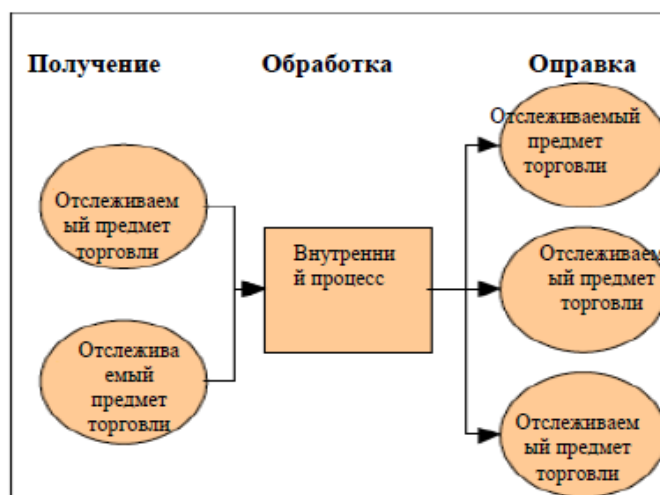 Получение Обработка Оправка
Отслеживаемый
предмет
торговли
Отслеживаем
ый предмет
торговли
Внутренни
й процесс
Отслеживаем
ый предмет
торговли
Отслежива
емый
предмет
торговли
Отслеживаем
ый предмет
торговли